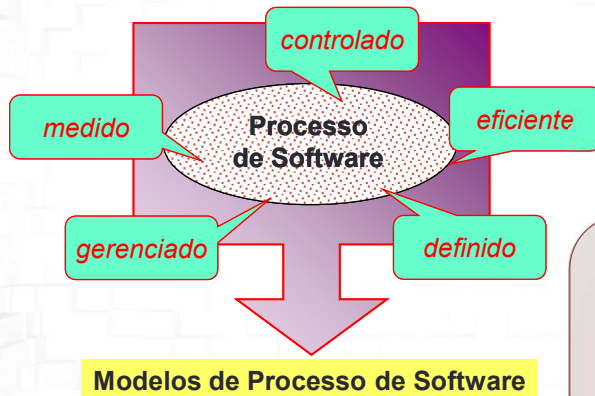 controlado
medido
Processo
de Software
eficiente
gerenciado
definido
Modelos de Processo de Software